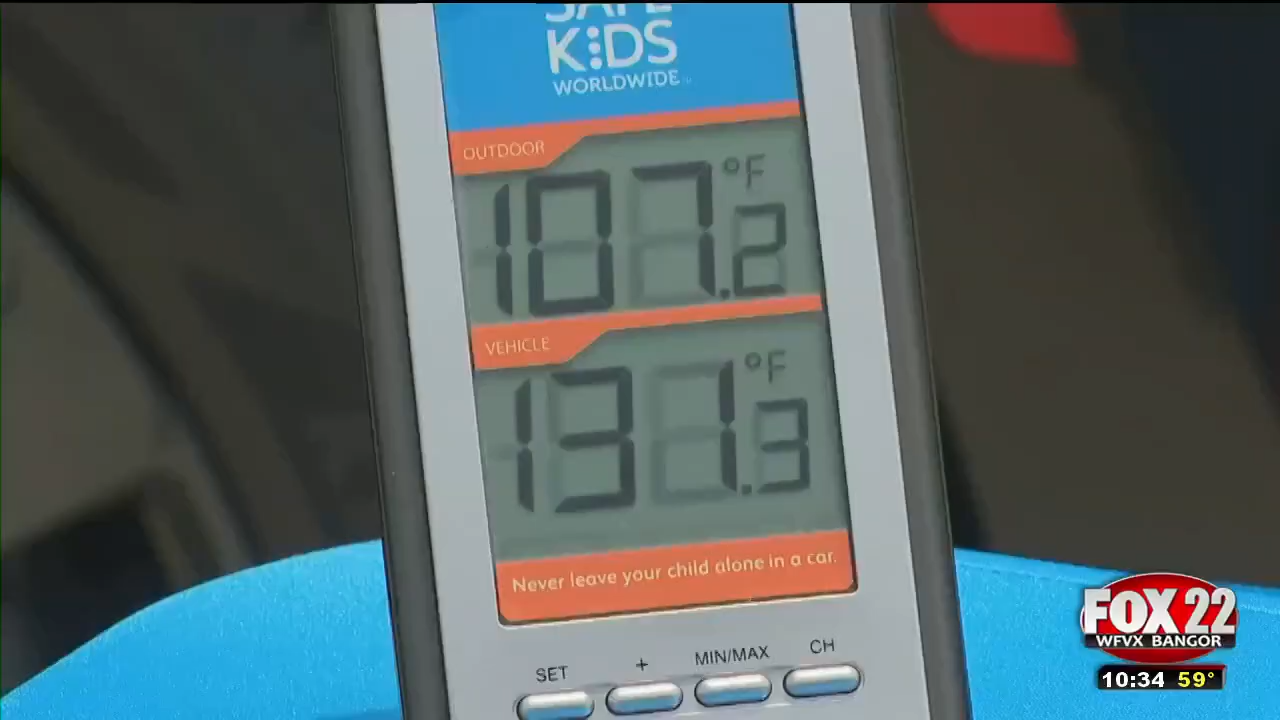 SAFE
KIDS
WORLDWIDE
OUTDOOR
107.2 °F
VEHICLE
131.3 °F
Never leave your child alone in a car.
SET + MIN/MAX CH
FOX 22
WFVX BANGOR
10:34 59°